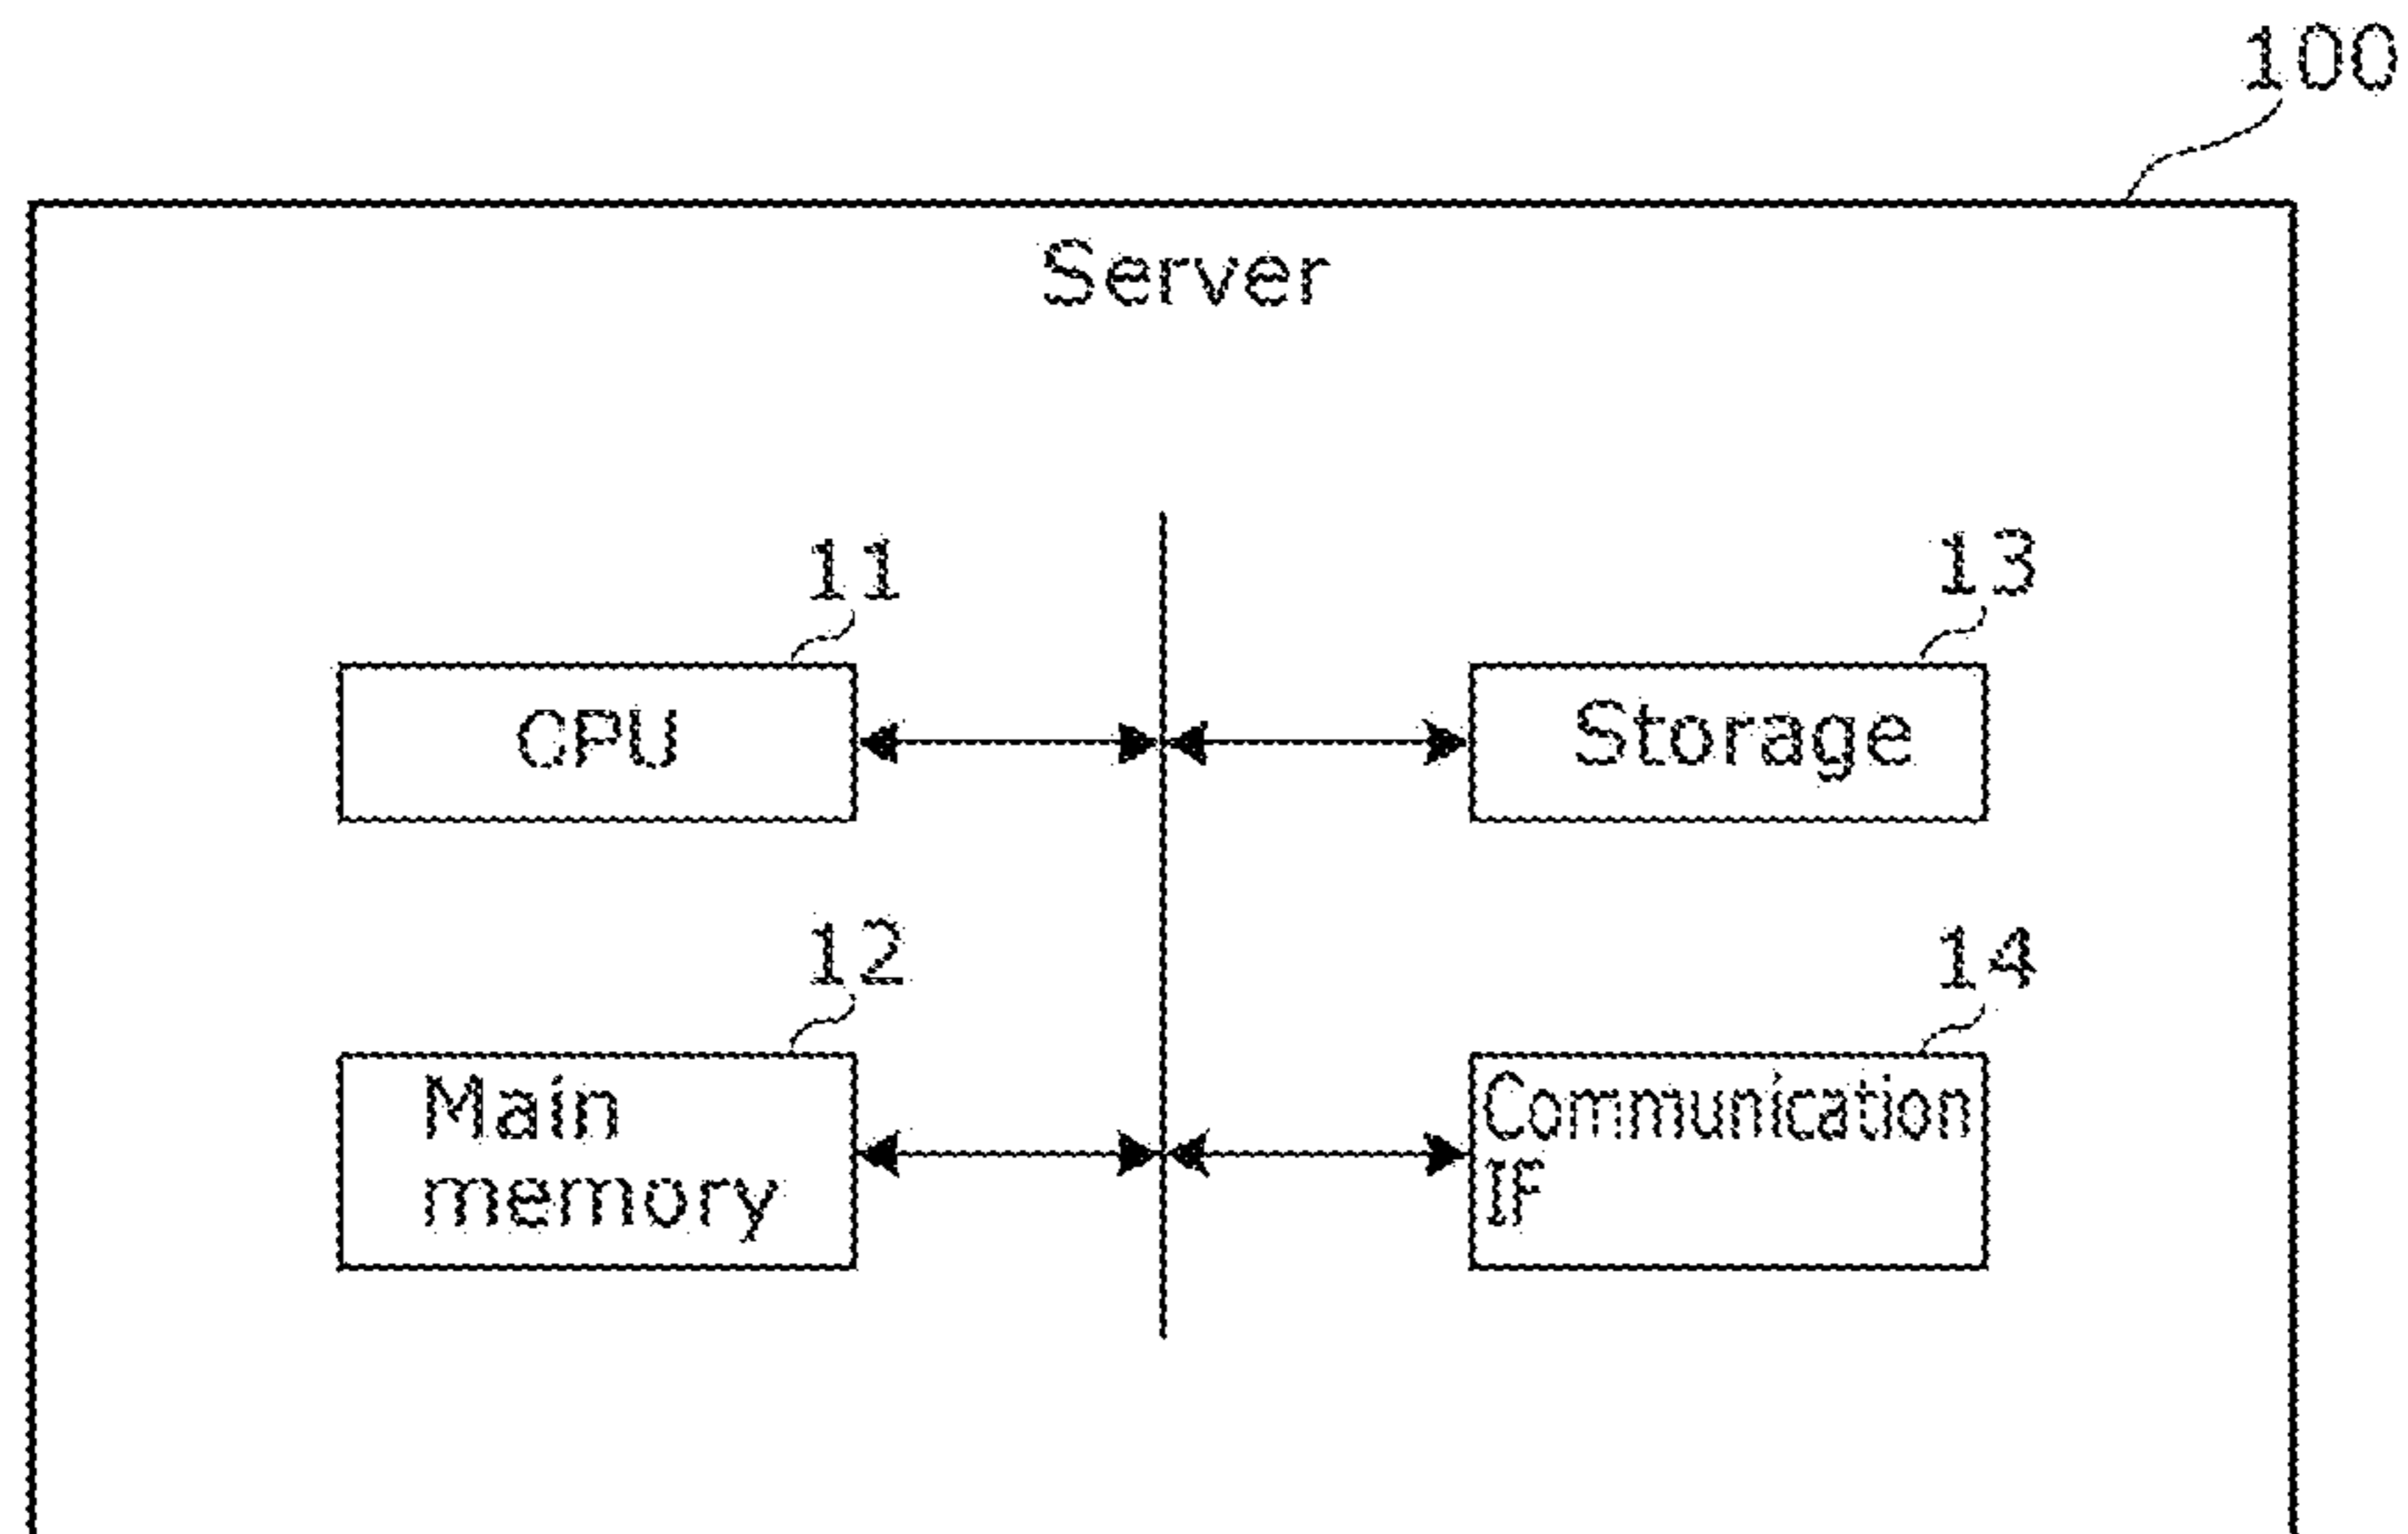 100
Server
11
13
CPU
Storage
12
14
Main
memory
Communication
IF